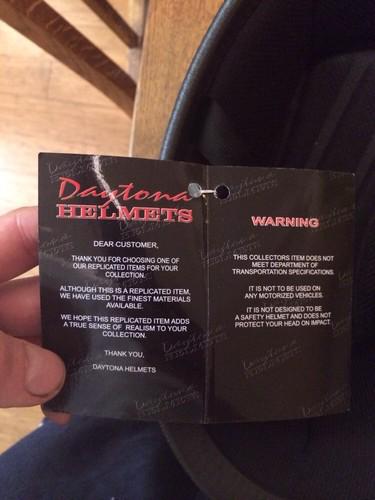 Daytona
HELMETS
DEAR CUSTOMER,
THANK YOU FOR CHOOSING ONE OF
OUR REPLICATED ITEMS FOR YOUR
COLLECTION.
ALTHOUGH THIS IS A REPLICATED ITEM,
WE HAVE USED THE FINEST MATERIALS
AVAILABLE.
WE HOPE THIS REPLICATED ITEM ADDS
A TRUE SENSE OF REALISM TO YOUR
COLLECTION.
THANK YOU,
DAYTONA HELMETS
WARNING
THIS COLLECTORS ITEM DOES NOT
MEET DEPARTMENT OF
TRANSPORTATION SPECIFICATIONS.
IT IS NOT TO BE USED ON
ANY MOTORIZED VEHICLES.
IT IS NOT DESIGNED TO BE
A SAFETY HELMET AND DOES NOT
PROTECT YOUR HEAD ON IMPACT.